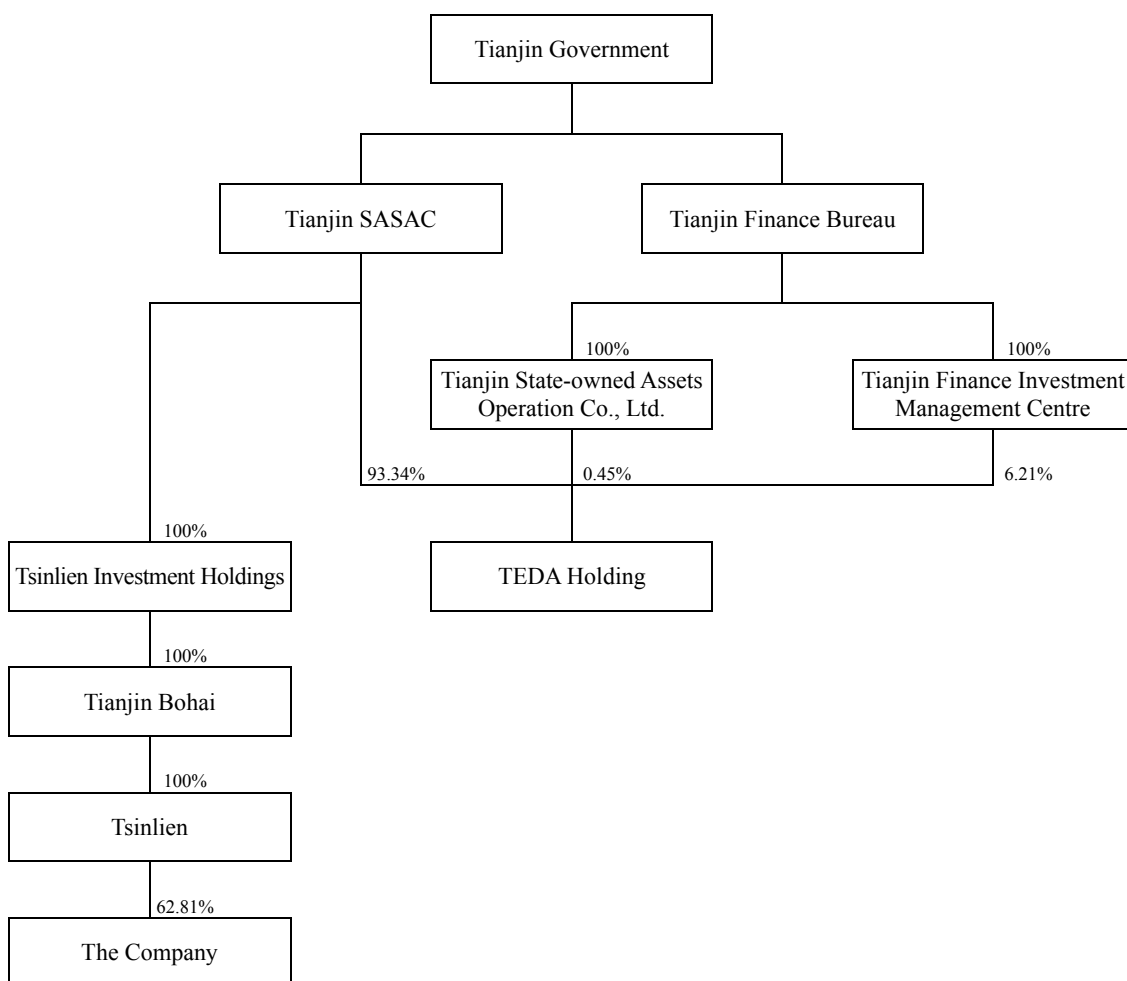 Tianjin Government
Tianjin SASAC
Tianjin Finance Bureau
100%
100%
Tianjin State-owned Assets
Operation Co., Ltd.
Tianjin Finance Investment
Management Centre
93.34%
0.45%
6.21%
100%
Tsinlien Investment Holdings
TEDA Holding
100%
Tianjin Bohai
100%
Tsinlien
62.81%
The Company